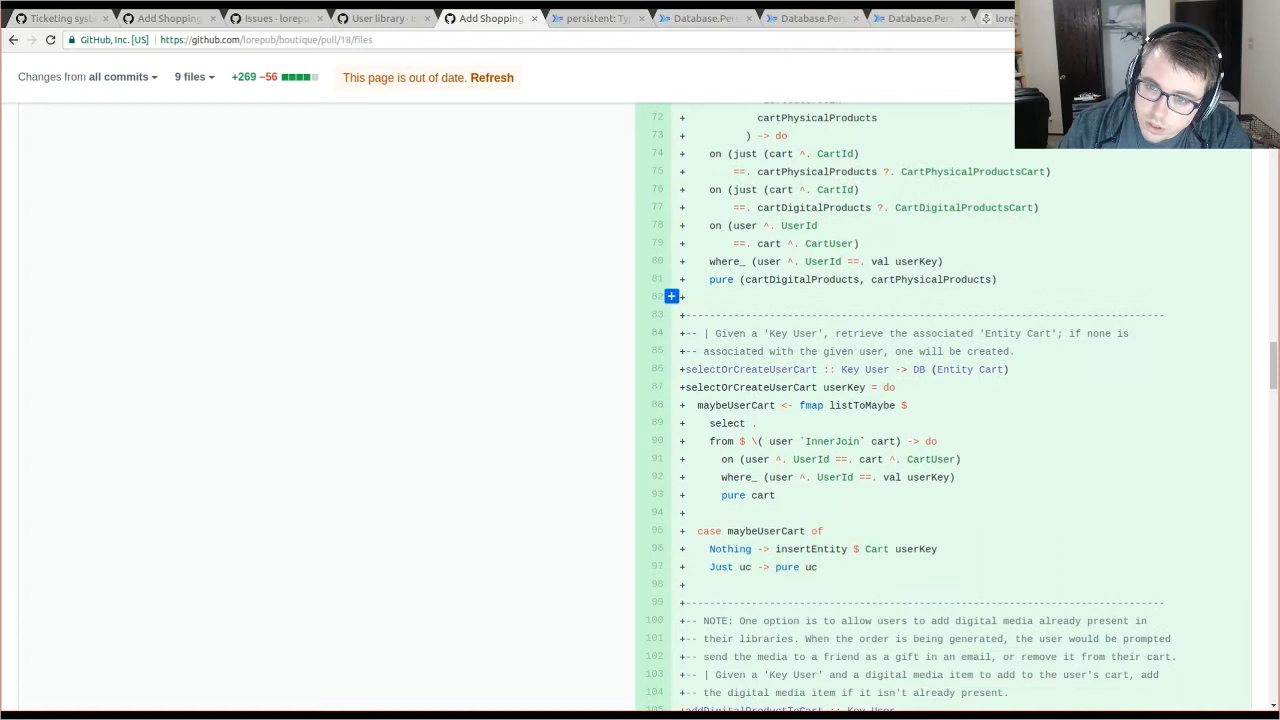 Ticketing system
Add Shopping
Issues · lorepu
User library · l
Add Shopping
persistent: Ty
Database.Pers
Database.Pers
Database.Pers
lore
GitHub, Inc. [US]
https://github.com/lorepub/boutique/pull/18/files
Changes from all commits
9 files
+269 −56
This page is out of date. Refresh
72 + cartPhysicalProducts
73 + ) -> do
74 + on (just (cart ^. CartId)
75 + ==. cartPhysicalProducts ?. CartPhysicalProductsCart)
76 + on (just (cart ^. CartId)
77 + ==. cartDigitalProducts ?. CartDigitalProductsCart)
78 + on (user ^. UserId
79 + ==. cart ^. CartUser)
80 + where_ (user ^. UserId ==. val userKey)
81 + pure (cartDigitalProducts, cartPhysicalProducts)
82 +
83 +--------------------------------------------------------------------------------
84 +-- | Given a 'Key User', retrieve the associated 'Entity Cart'; if none is
85 +-- associated with the given user, one will be created.
86 +selectOrCreateUserCart :: Key User -> DB (Entity Cart)
87 +selectOrCreateUserCart userKey = do
88 + maybeUserCart <- fmap listToMaybe $
89 + select .
90 + from $ \( user `InnerJoin` cart) -> do
91 + on (user ^. UserId ==. cart ^. CartUser)
92 + where_ (user ^. UserId ==. val userKey)
93 + pure cart
94 +
95 + case maybeUserCart of
96 + Nothing -> insertEntity $ Cart userKey
97 + Just uc -> pure uc
98 +
99 +--------------------------------------------------------------------------------
100 +-- NOTE: One option is to allow users to add digital media already present in
101 +-- their libraries. When the order is being generated, the user would be prompted
102 +-- send the media to a friend as a gift in an email, or remove it from their cart.
103 +-- | Given a 'Key User' and a digital media item to add to the user's cart, add
104 +-- the digital media item if it isn't already present.
105 +addDigitalProductToCart :: Key User